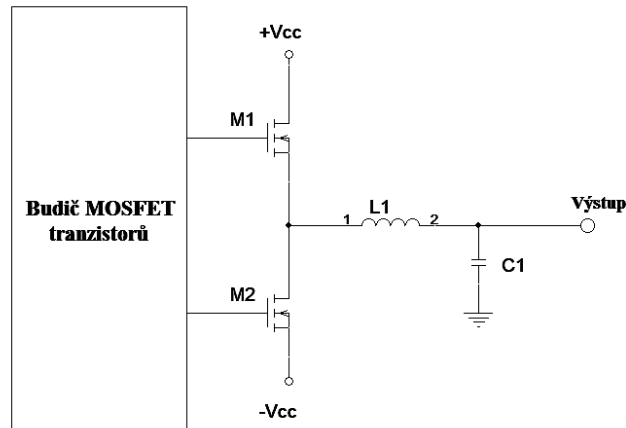 +Vcc
M1
Budič MOSFET
tranzistorů
1 L1 2
Výstup
C1
M2
-Vcc